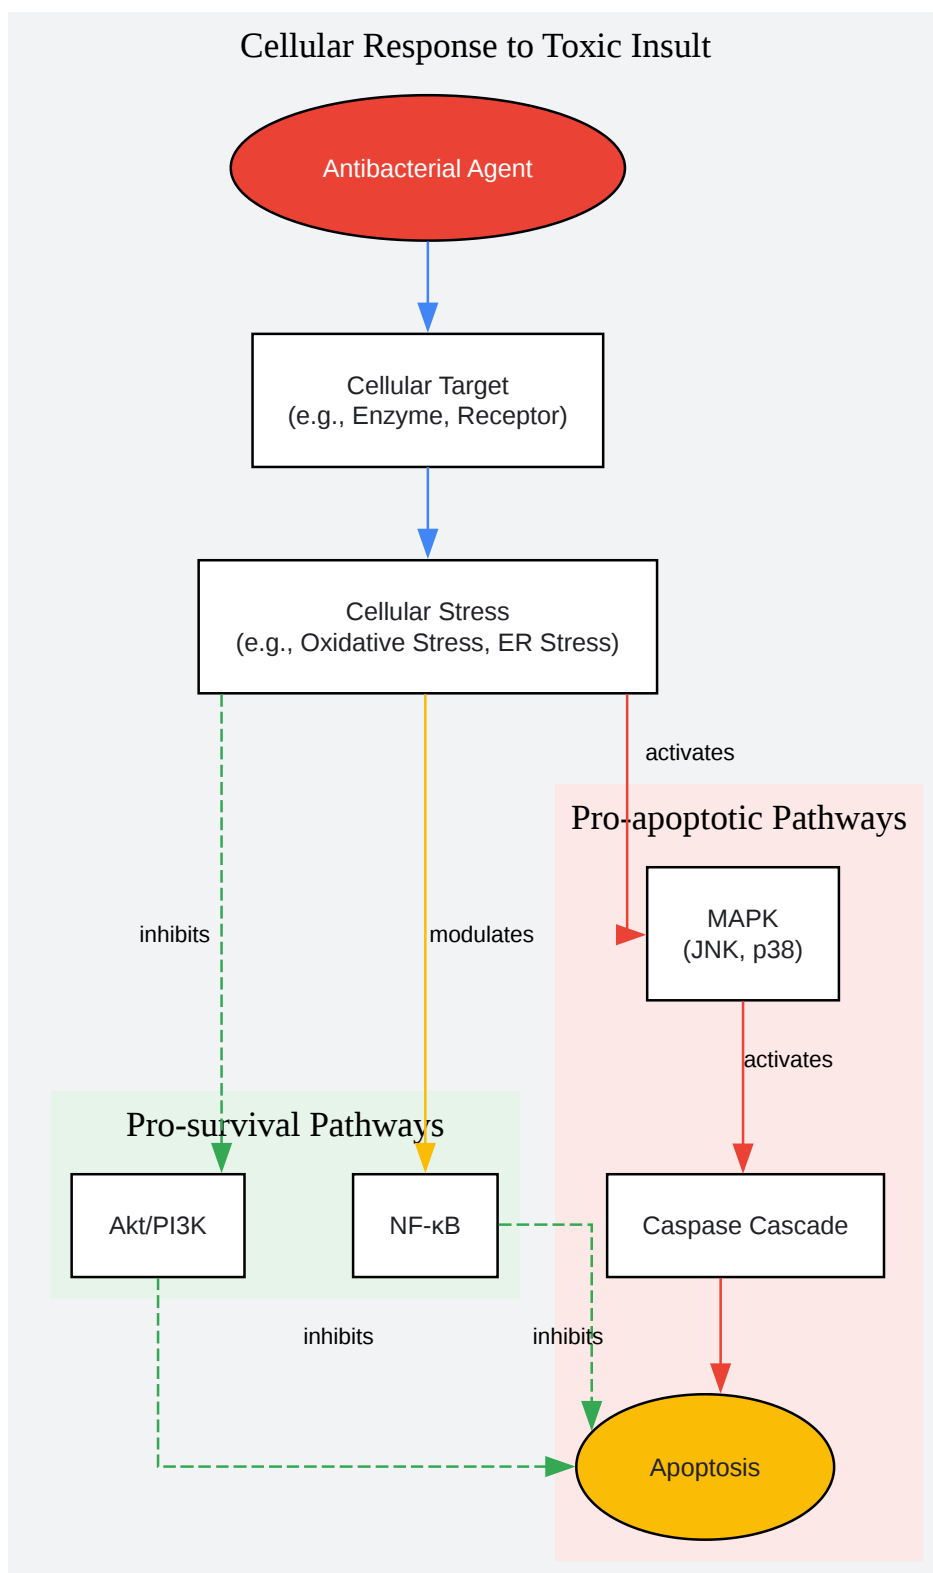 Cellular Response to Toxic Insult
Antibacterial Agent
Cellular Target
(e.g., Enzyme, Receptor)
Cellular Stress
(e.g., Oxidative Stress, ER Stress)
activates
Pro-apoptotic Pathways
MAPK
(JNK, p38)
inhibits
modulates
activates
Pro-survival Pathways
Akt/PI3K
NF-κB
Caspase Cascade
inhibits
inhibits
Apoptosis